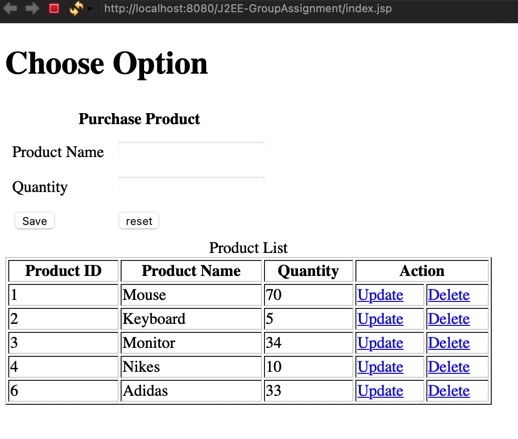 http://localhost:8080/J2EE-GroupAssignment/index.jsp
Choose Option
Purchase Product
Product Name
Quantity
Save reset
Product List
Product ID Product Name Quantity Action
1 Mouse 70 Update Delete
2 Keyboard 5 Update Delete
3 Monitor 34 Update Delete
4 Nikes 10 Update Delete
6 Adidas 33 Update Delete